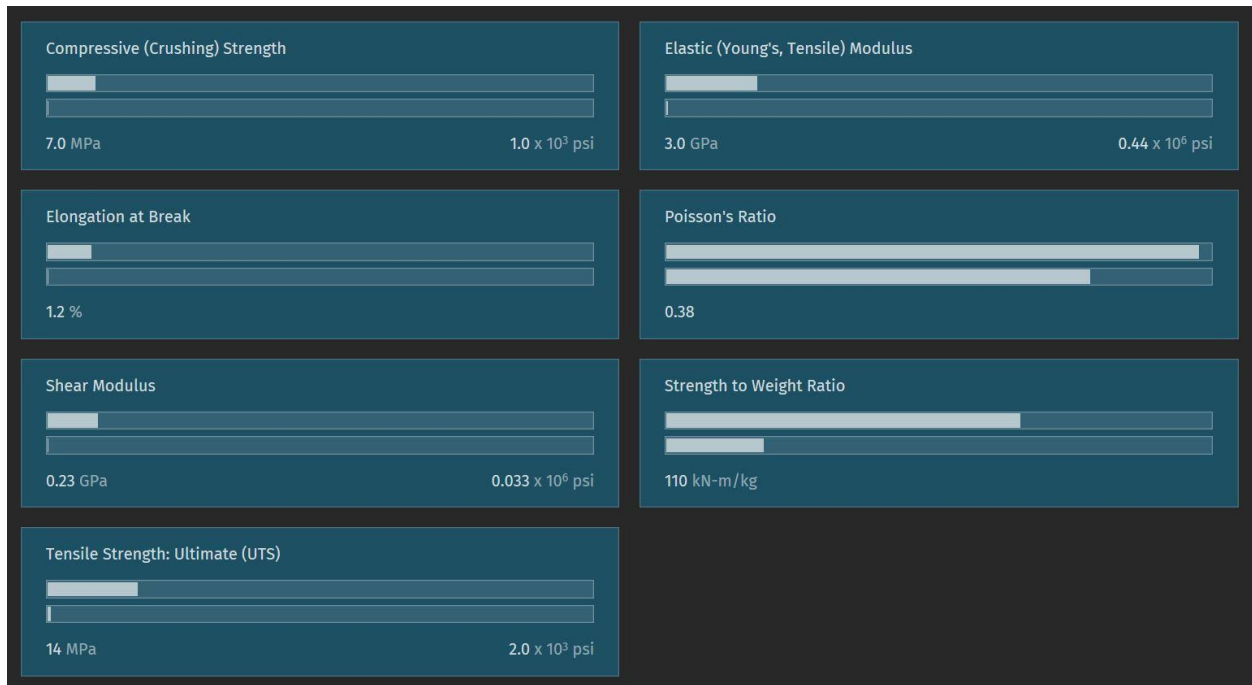 Compressive (Crushing) Strength
7.0 MPa 1.0 x 10³ psi
Elastic (Young's, Tensile) Modulus
3.0 GPa 0.44 x 10⁶ psi
Elongation at Break
1.2 %
Poisson's Ratio
0.38
Shear Modulus
0.23 GPa 0.033 x 10⁶ psi
Strength to Weight Ratio
110 kN-m/kg
Tensile Strength: Ultimate (UTS)
14 MPa 2.0 x 10³ psi